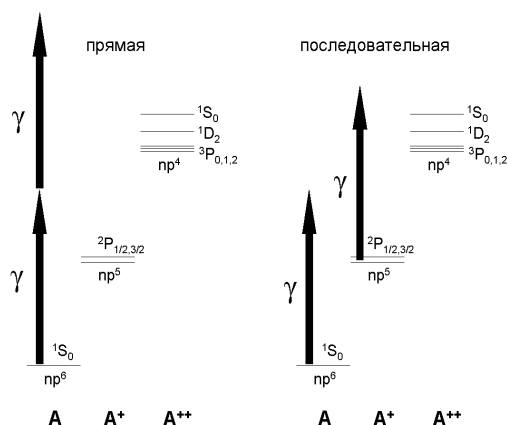 прямая
γ
¹S₀
¹D₂
³P₀,₁,₂
np⁴
²P₁/₂,₃/₂
np⁵
γ
¹S₀
np⁶
A A⁺ A⁺⁺
последовательная
¹S₀
¹D₂
³P₀,₁,₂
np⁴
γ
²P₁/₂,₃/₂
np⁵
γ
¹S₀
np⁶
A A⁺ A⁺⁺